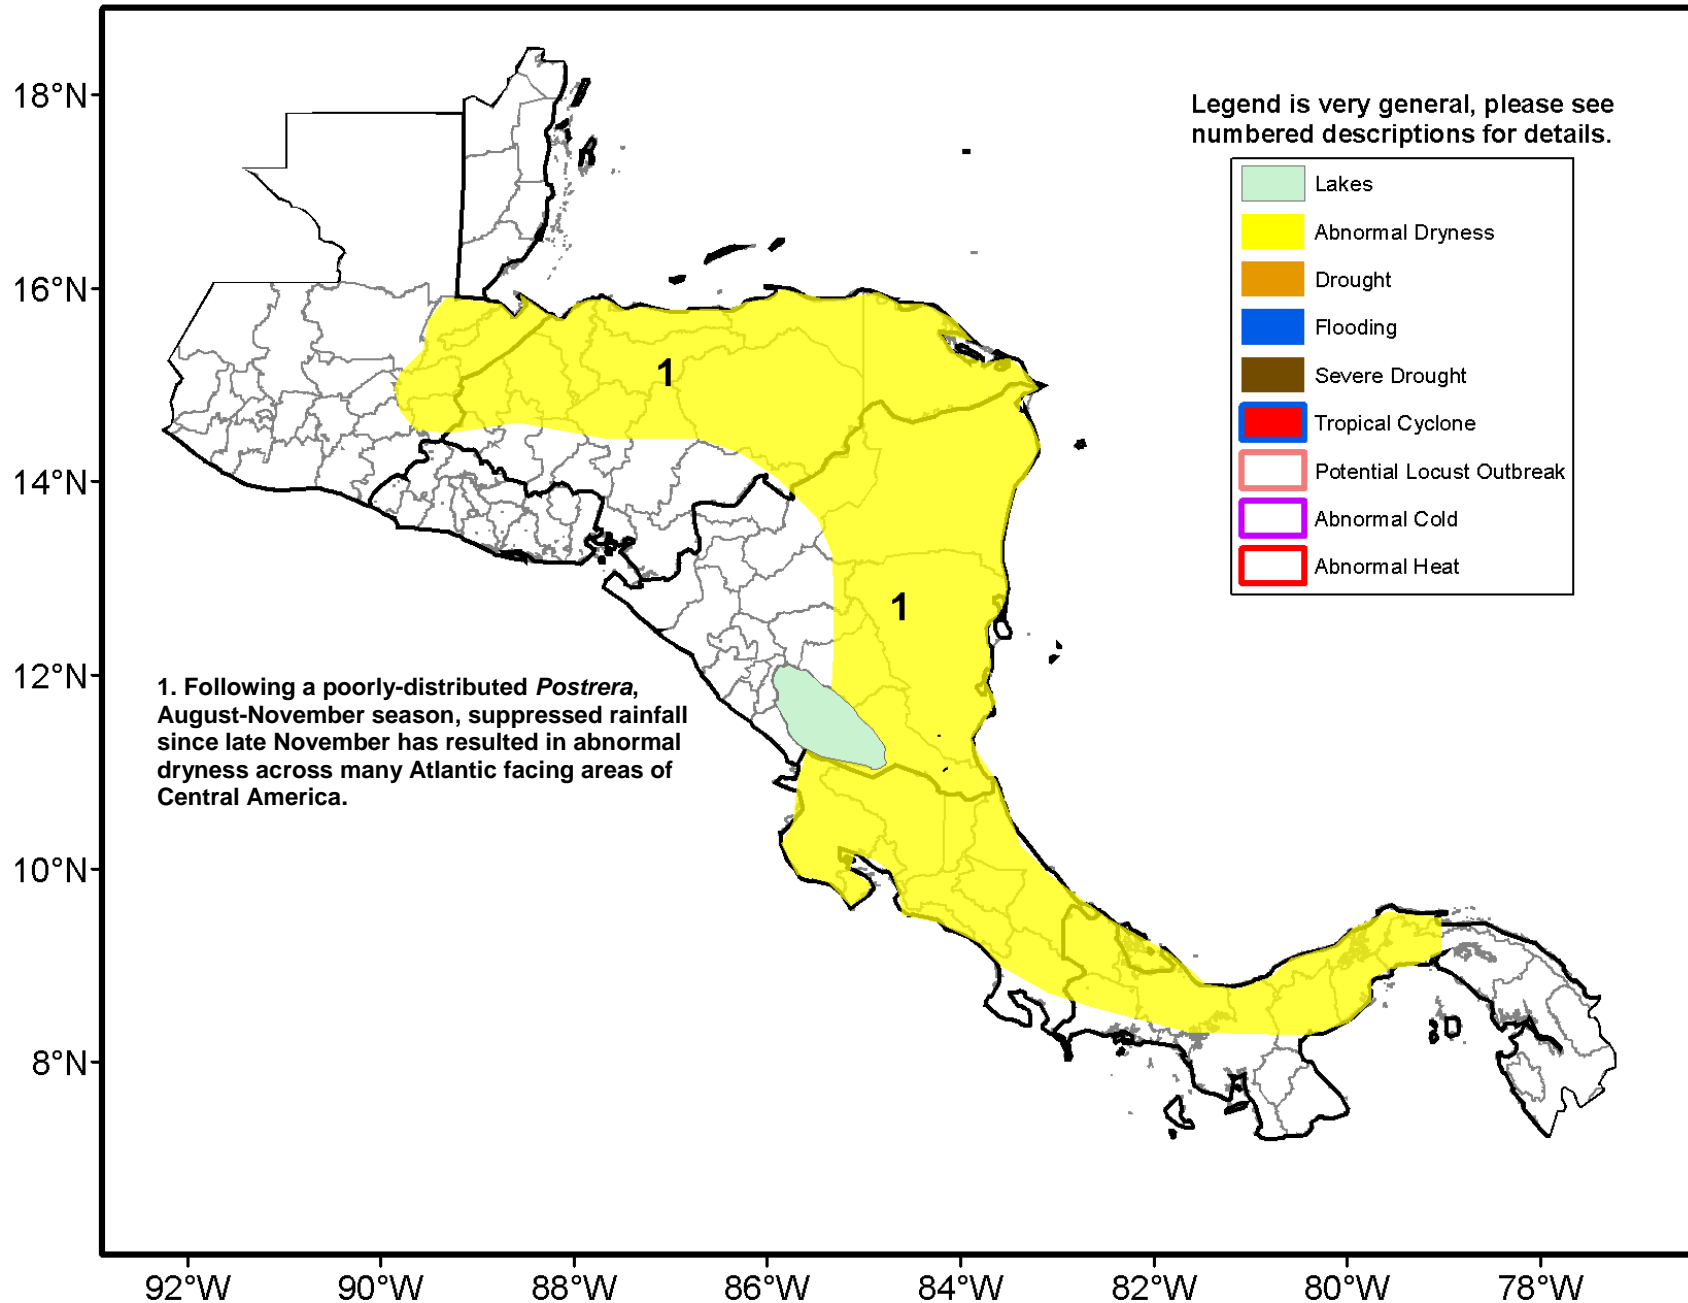 18°N
16°N
14°N
12°N
10°N
8°N
92°W 90°W 88°W 86°W 84°W 82°W 80°W 78°W
Legend is very general, please see
numbered descriptions for details.
Lakes
Abnormal Dryness
Drought
Flooding
Severe Drought
Tropical Cyclone
Potential Locust Outbreak
Abnormal Cold
Abnormal Heat
1
1
1. Following a poorly-distributed Postrera,
August-November season, suppressed rainfall
since late November has resulted in abnormal
dryness across many Atlantic facing areas of
Central America.